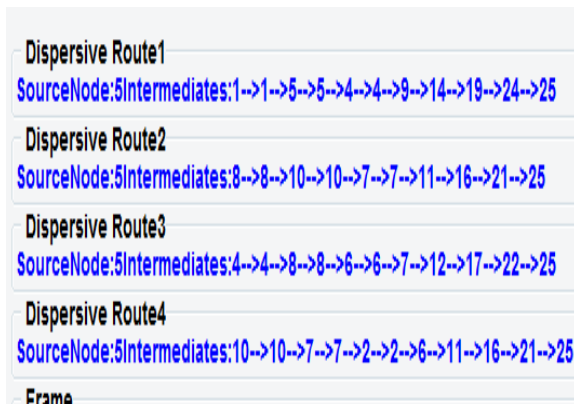 Dispersive Route1
SourceNode:5Intermediates:1-->1-->5-->5-->4-->4-->9-->14-->19-->24-->25
Dispersive Route2
SourceNode:5Intermediates:8-->8-->10-->10-->7-->7-->11-->16-->21-->25
Dispersive Route3
SourceNode:5Intermediates:4-->4-->8-->8-->6-->6-->7-->12-->17-->22-->25
Dispersive Route4
SourceNode:5Intermediates:10-->10-->7-->7-->2-->2-->6-->11-->16-->21-->25
Frame